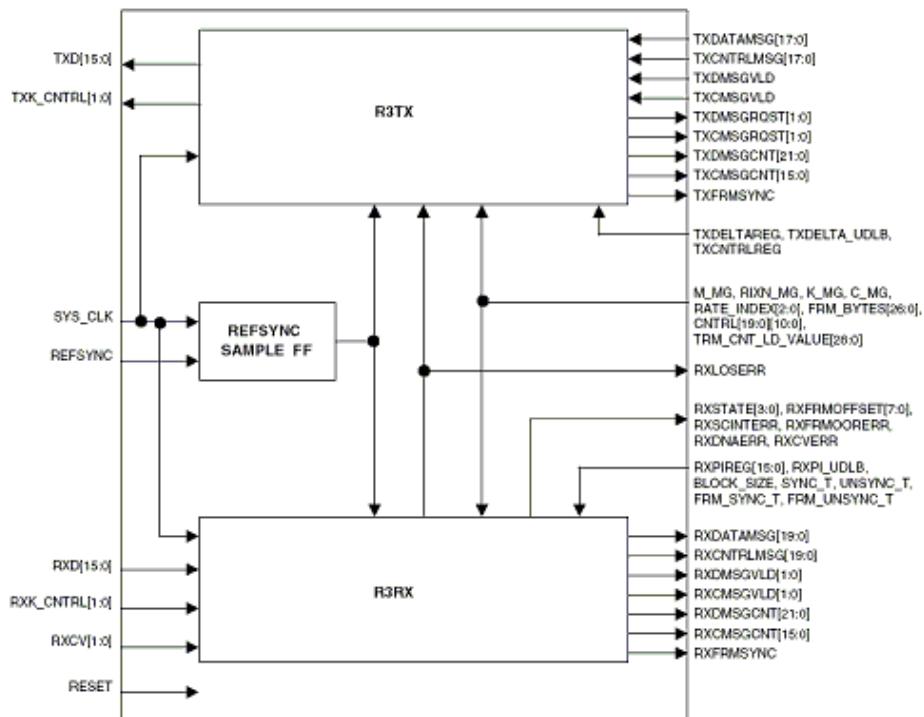 TXD[15:0]
TXK_CNTRL[1:0]
R3TX
TXDATAMSG[17:0]
TXCNTRLMSG[17:0]
TXDMSGVLD
TXCMSGVLD
TXDMSGRQST[1:0]
TXCMSGRQST[1:0]
TXDMSGCNT[21:0]
TXCMSGCNT[15:0]
TXFRMSYNC
TXDELTAREG, TXDELTA_UDLB,
TXCNTRLREG
SYS_CLK
REFSYNC
REFSYNC
SAMPLE FF
M_MG, RIXN_MG, K_MG, C_MG,
RATE_INDEX[2:0], FRM_BYTES[26:0],
CNTRL[19:0][10:0],
TRM_CNT_LD_VALUE[26:0]
RXLOSERR
RXSTATE[3:0], RXFRMOFFSET[7:0],
RXSCINTERR, RXFRMOORERR,
RXDNAERR, RXCVERR
RXPIREG[15:0], RXPI_UDLB,
BLOCK_SIZE, SYNC_T, UNSYNC_T,
FRM_SYNC_T, FRM_UNSYNC_T
RXD[15:0]
RXK_CNTRL[1:0]
RXCV[1:0]
RESET
R3RX
RXDATAMSG[19:0]
RXCNTRLMSG[19:0]
RXDMSGVLD[1:0]
RXCMSGVLD[1:0]
RXDMSGCNT[21:0]
RXCMSGCNT[15:0]
RXFRMSYNC